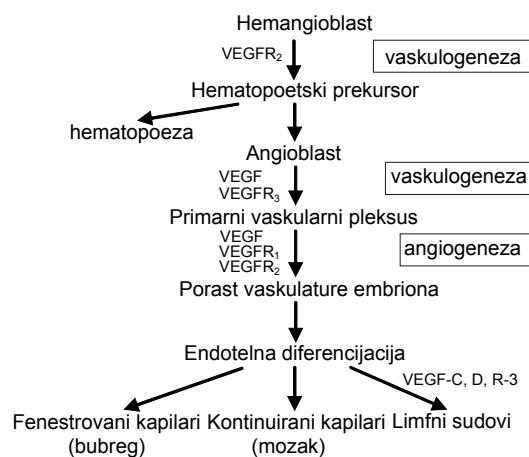 Hemangioblast
VEGFR2
vaskulogeneza
Hematopoetski prekursor
hematopoeza
Angioblast
VEGF
VEGFR3
vaskulogeneza
Primarni vaskularni pleksus
VEGF
VEGFR1
VEGFR2
angiogeneza
Porast vaskulature embriona
Endotelna diferencijacija
VEGF-C, D, R-3
Fenestrovani kapilari
(bubreg)
Kontinuirani kapilari
(mozak)
Limfni sudovi